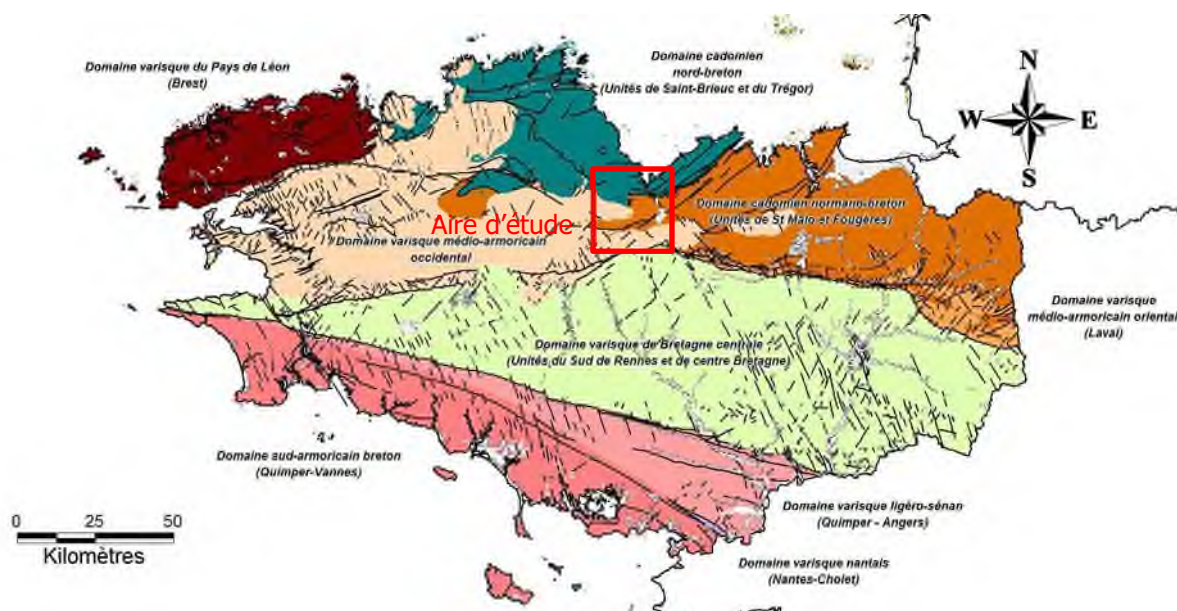 Domaine varisque du Pays de Léon
(Brest)
Domaine cadomien
nord-breton
(Unités de Saint-Brieuc et du Trégor)
N
W
E
S
Aire d'étude
Domaine cadomien normano-breton
(Unités de St Malo et Fougères)
Domaine varisque médio-armoricain
occidental
Domaine varisque
médio-armoricain oriental
(Laval)
Domaine varisque de Bretagne centrale
(Unités du Sud de Rennes et de centre Bretagne)
Domaine sud-armoricain breton
(Quimper-Vannes)
Domaine varisque ligéro-sénan
(Quimper - Angers)
0 25 50
Kilomètres
Domaine varisque nantais
(Nantes-Cholet)